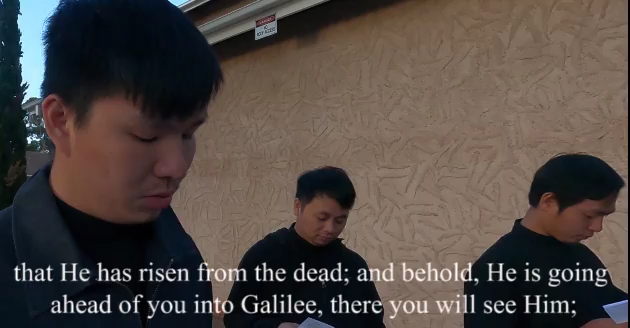 that He has risen from the dead; and behold, He is going
ahead of you into Galilee, there you will see Him;